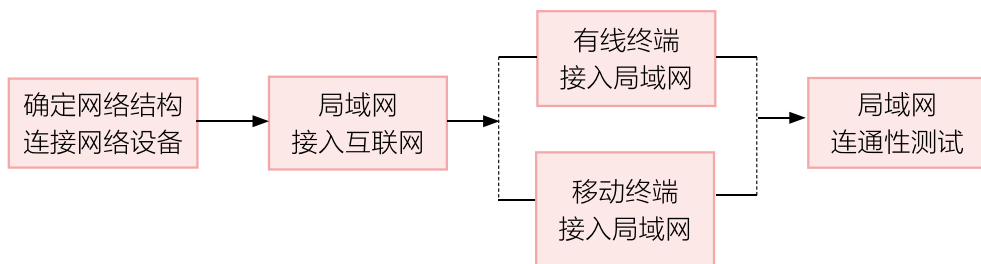 确定网络结构
连接网络设备
局域网
接入互联网
有线终端
接入局域网
移动终端
接入局域网
局域网
连通性测试